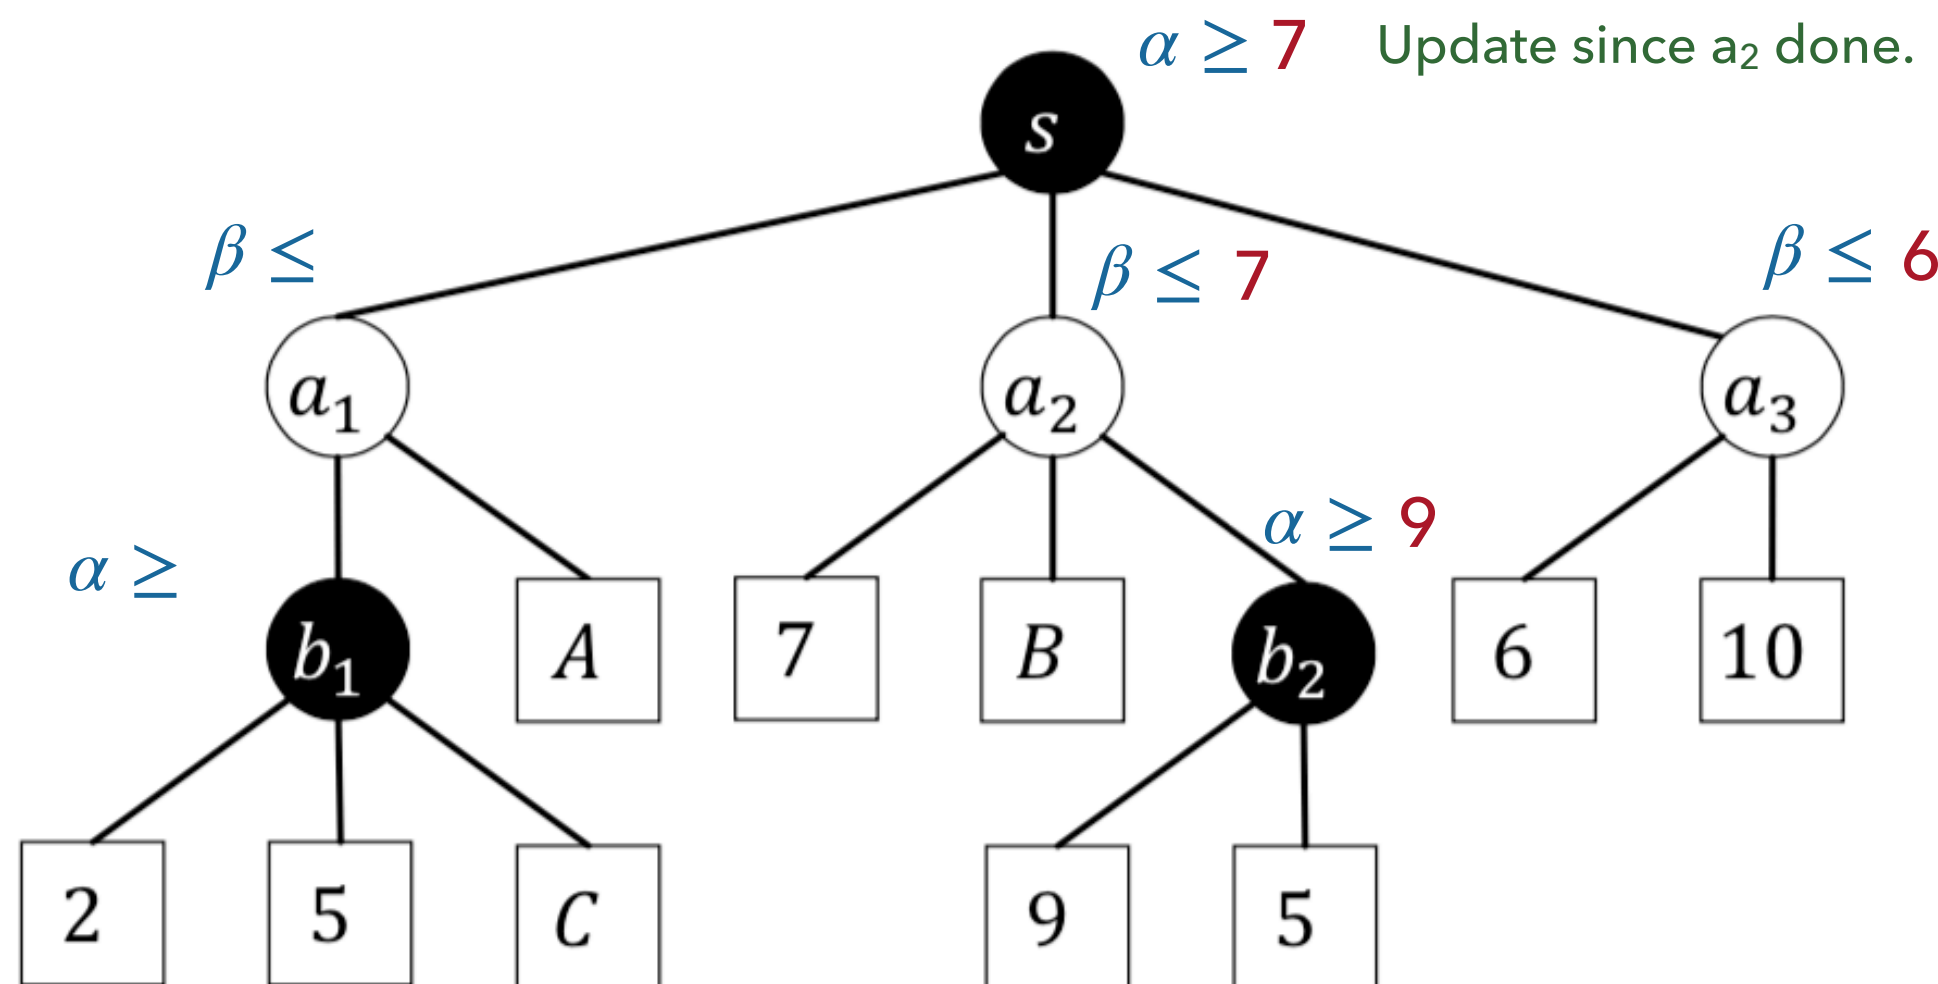 α ≥ 7 Update since a₂ done.
s
β ≤
β ≤ 7
β ≤ 6
a₁
a₂
a₃
α ≥ 9
α ≥
b₁
A
7
B
b₂
6
10
2
5
C
9
5